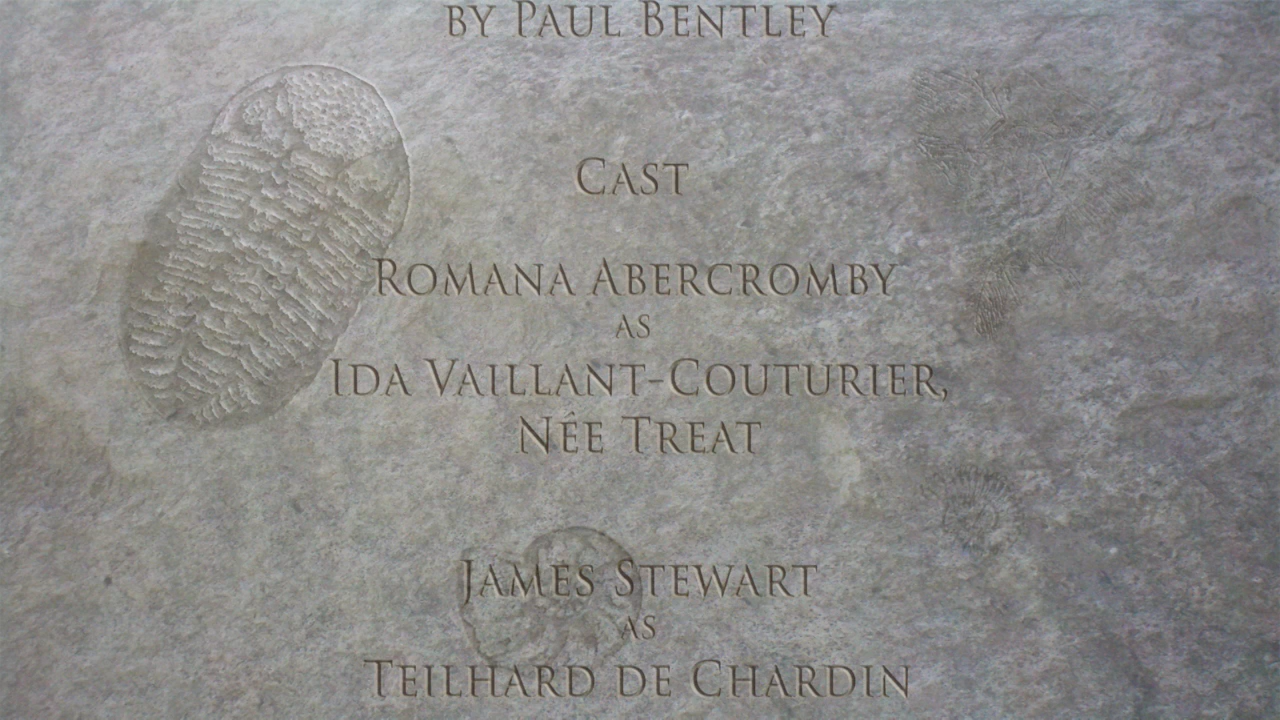 BY PAUL BENTLEY
CAST
ROMANA ABERCROMBY
AS
IDA VAILLANT-COUTURIER,
NÉE TREAT
JAMES STEWART
AS
TEILHARD DE CHARDIN